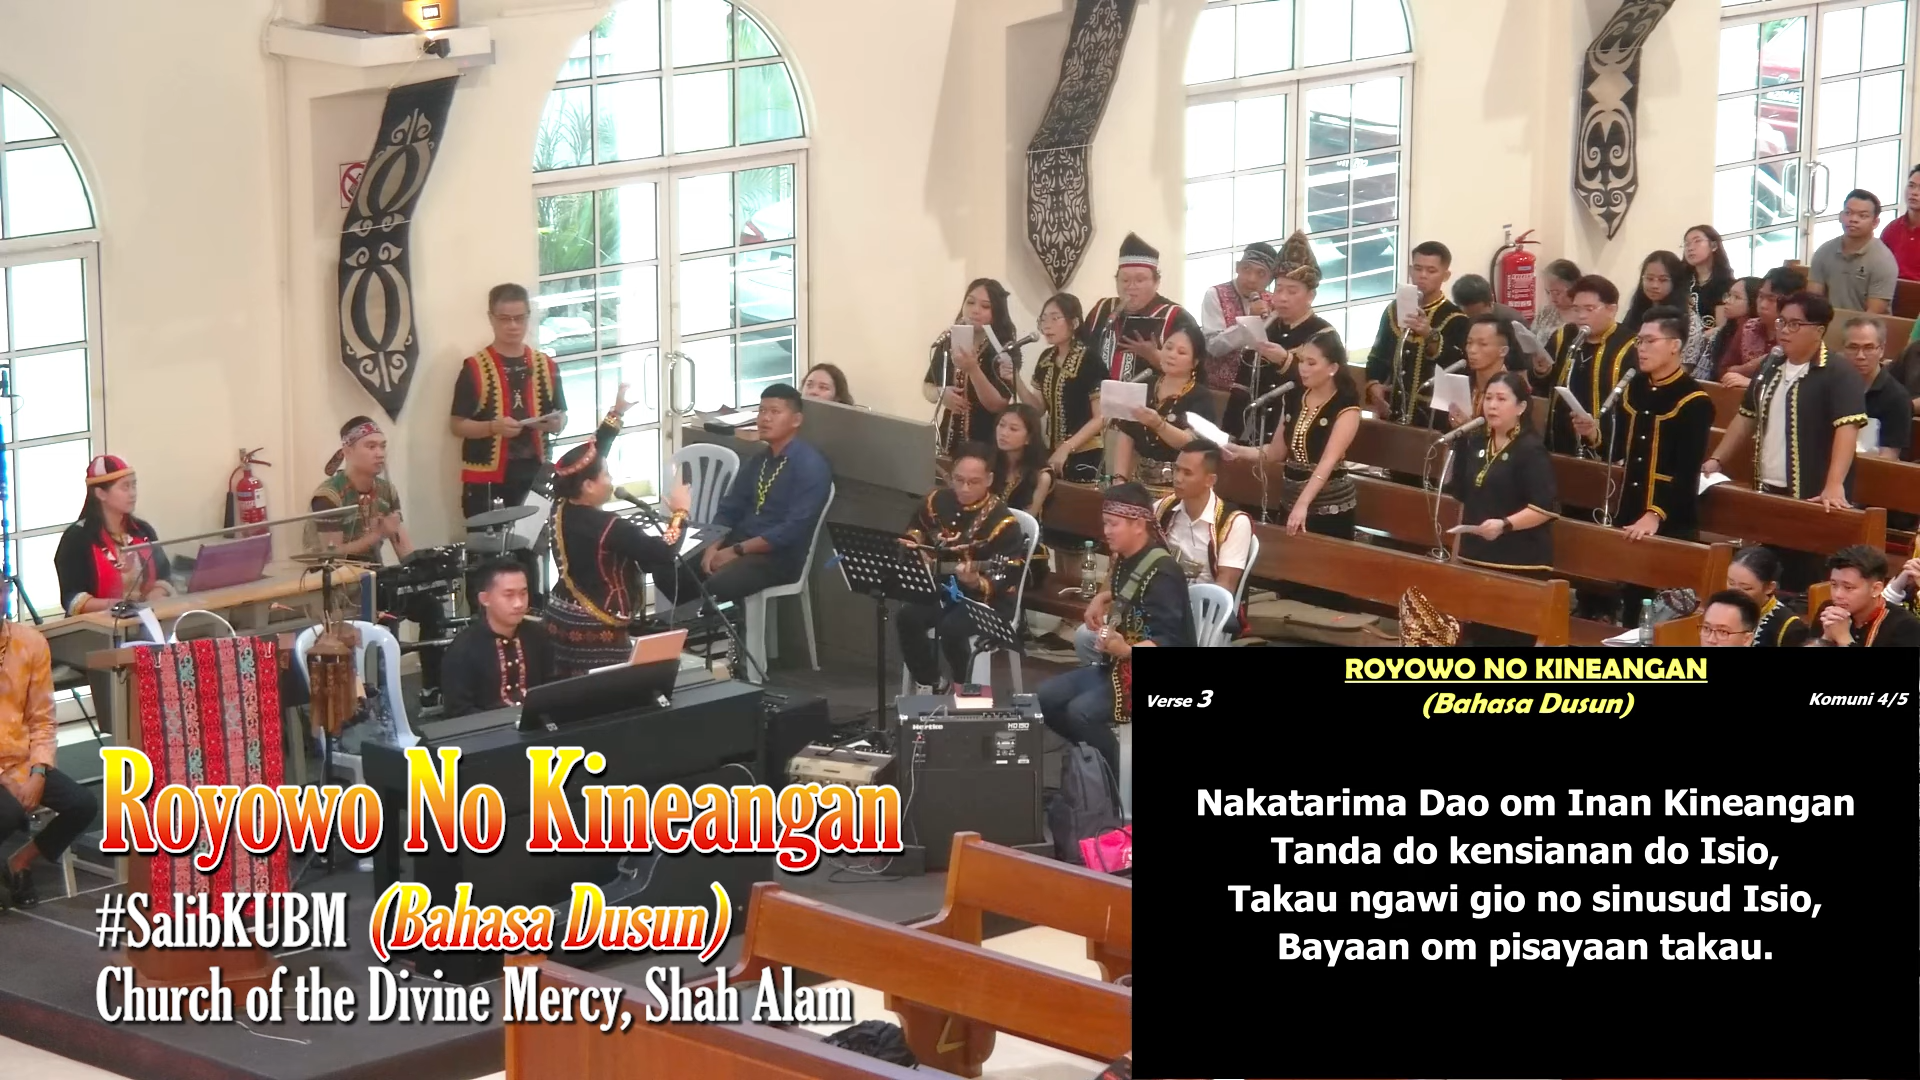 ROYOWO NO KINEANGAN
Verse 3
(Bahasa Dusun)
Komuni 4/5
Nakatarima Dao om Inan Kineangan
Tanda do kensianan do Isio,
Takau ngawi gio no sinusud Isio,
Bayaan om pisayaan takau.
Royowo No Kineangan
#SalibKUBM (Bahasa Dusun)
Church of the Divine Mercy, Shah Alam
Hartke
HD150